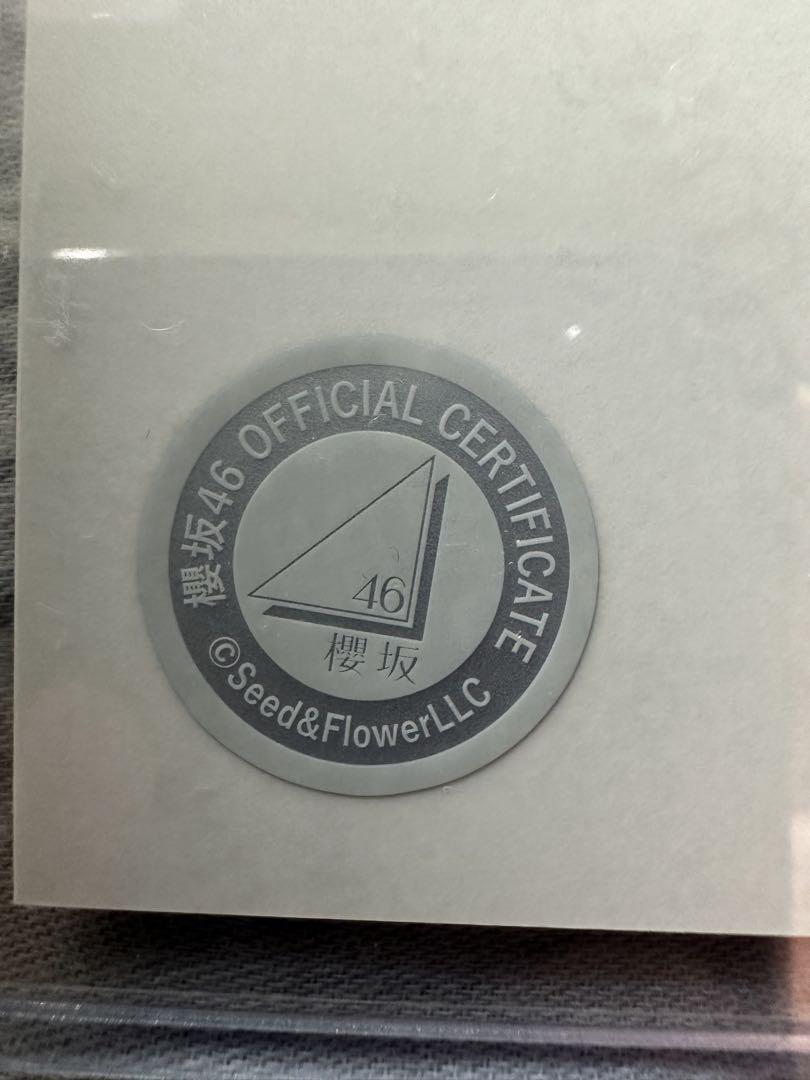 櫻坂46 OFFICIAL CERTIFICATE
46
櫻坂
©Seed&FlowerLLC